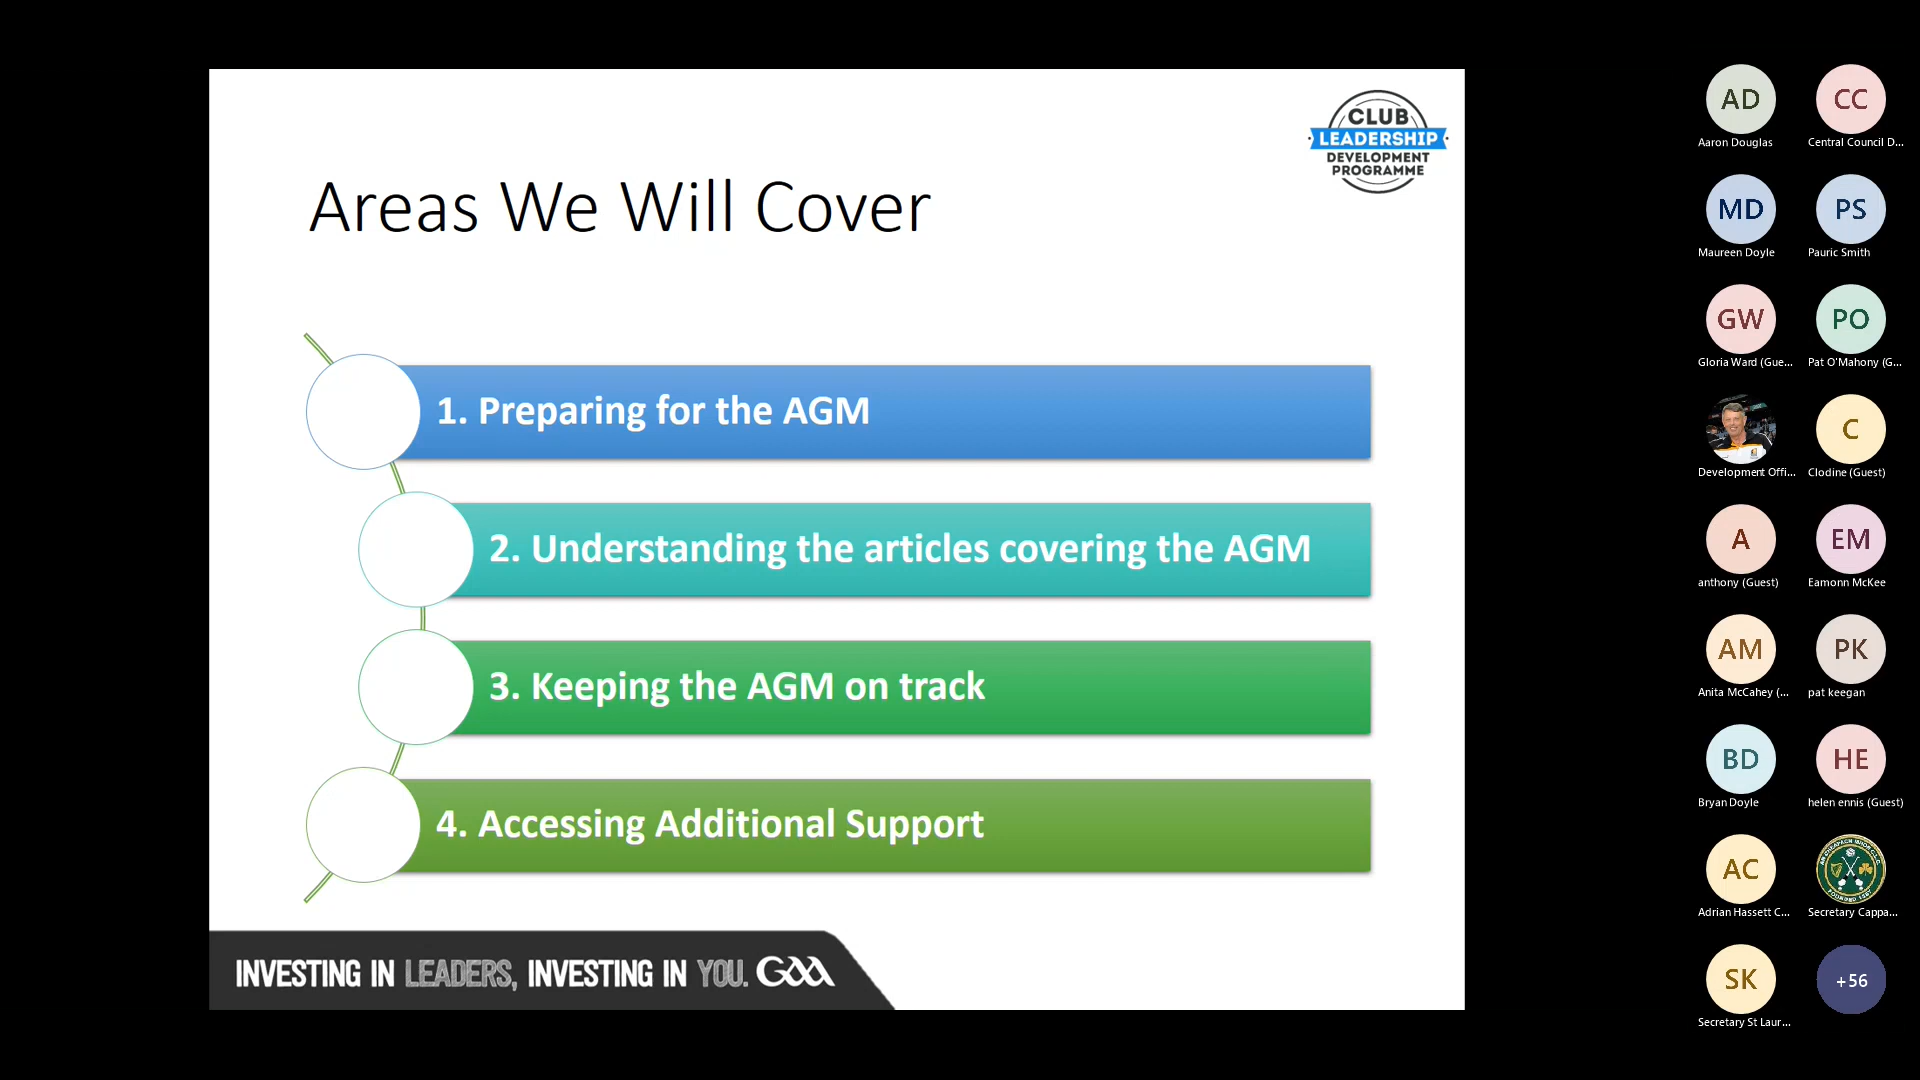 CLUB
LEADERSHIP
DEVELOPMENT
PROGRAMME
Areas We Will Cover
1. Preparing for the AGM
2. Understanding the articles covering the AGM
3. Keeping the AGM on track
4. Accessing Additional Support
INVESTING IN LEADERS, INVESTING IN YOU. GAA
AD
Aaron Douglas
CC
Central Council D...
MD
Maureen Doyle
PS
Pauric Smith
GW
Gloria Ward (Gue...
PO
Pat O'Mahony (G...
Development Offi...
C
Clodine (Guest)
A
anthony (Guest)
EM
Eamonn McKee
AM
Anita McCahey (...
PK
pat keegan
BD
Bryan Doyle
HE
helen ennis (Guest)
AC
Adrian Hassett C...
Secretary Cappa...
SK
Secretary St Laur...
+56